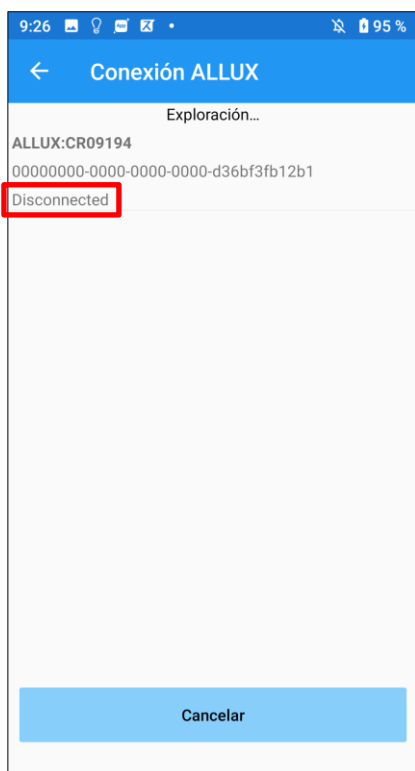 9:26 95 %
Conexión ALLUX
Exploración...
ALLUX:CR09194
00000000-0000-0000-0000-d36bf3fb12b1
Disconnected
Cancelar